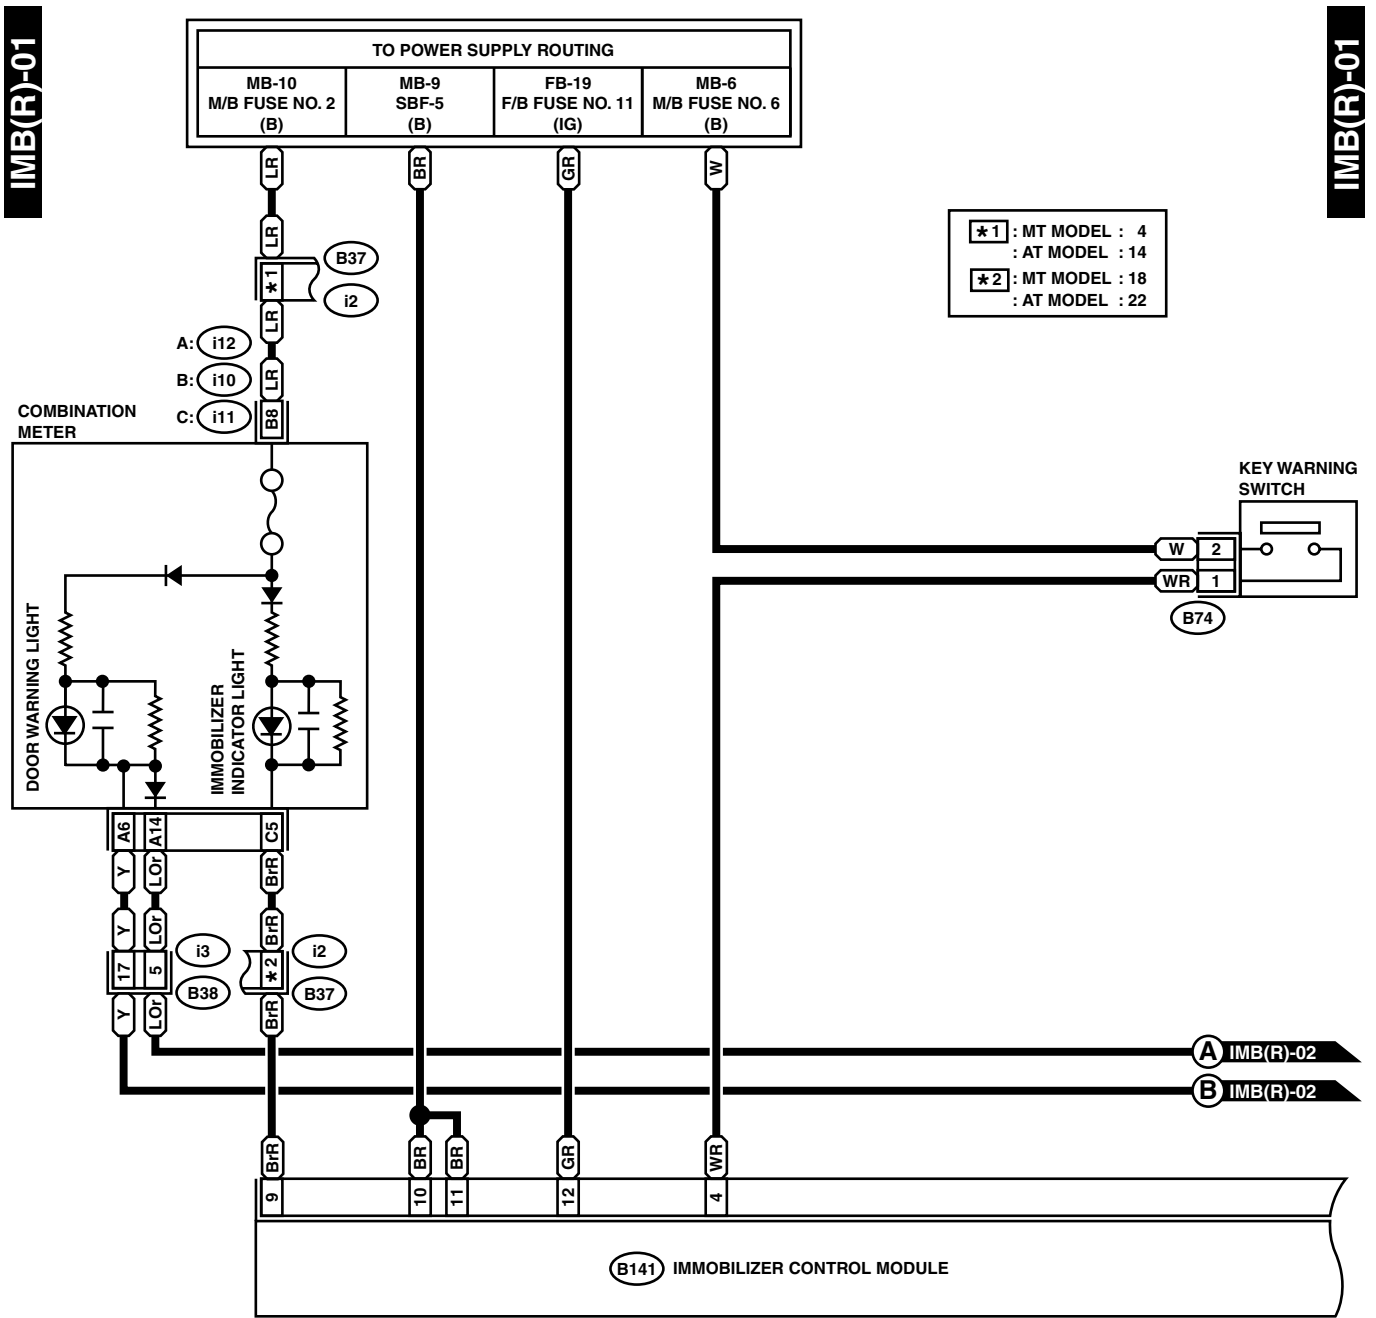 IMB(R)-01
IMB(R)-01
TO POWER SUPPLY ROUTING
MB-10
M/B FUSE NO. 2
(B)
MB-9
SBF-5
(B)
FB-19
F/B FUSE NO. 11
(IG)
MB-6
M/B FUSE NO. 6
(B)
LR
BR
GR
W
LR
*1
B37
i2
LR
*1 : MT MODEL : 4
: AT MODEL : 14
*2 : MT MODEL : 18
: AT MODEL : 22
A: i12
B: i10
C: i11
LR
B8
COMBINATION
METER
KEY WARNING
SWITCH
W 2
WR 1
B74
DOOR WARNING LIGHT
IMMOBILIZER
INDICATOR LIGHT
A6
A14
C5
Y
LOr
BrR
Y
LOr
BrR
17
5
i3
B38
*2
i2
B37
Y
LOr
BrR
A IMB(R)-02
B IMB(R)-02
BrR
BR
BR
GR
WR
9
10
11
12
4
B141 IMMOBILIZER CONTROL MODULE